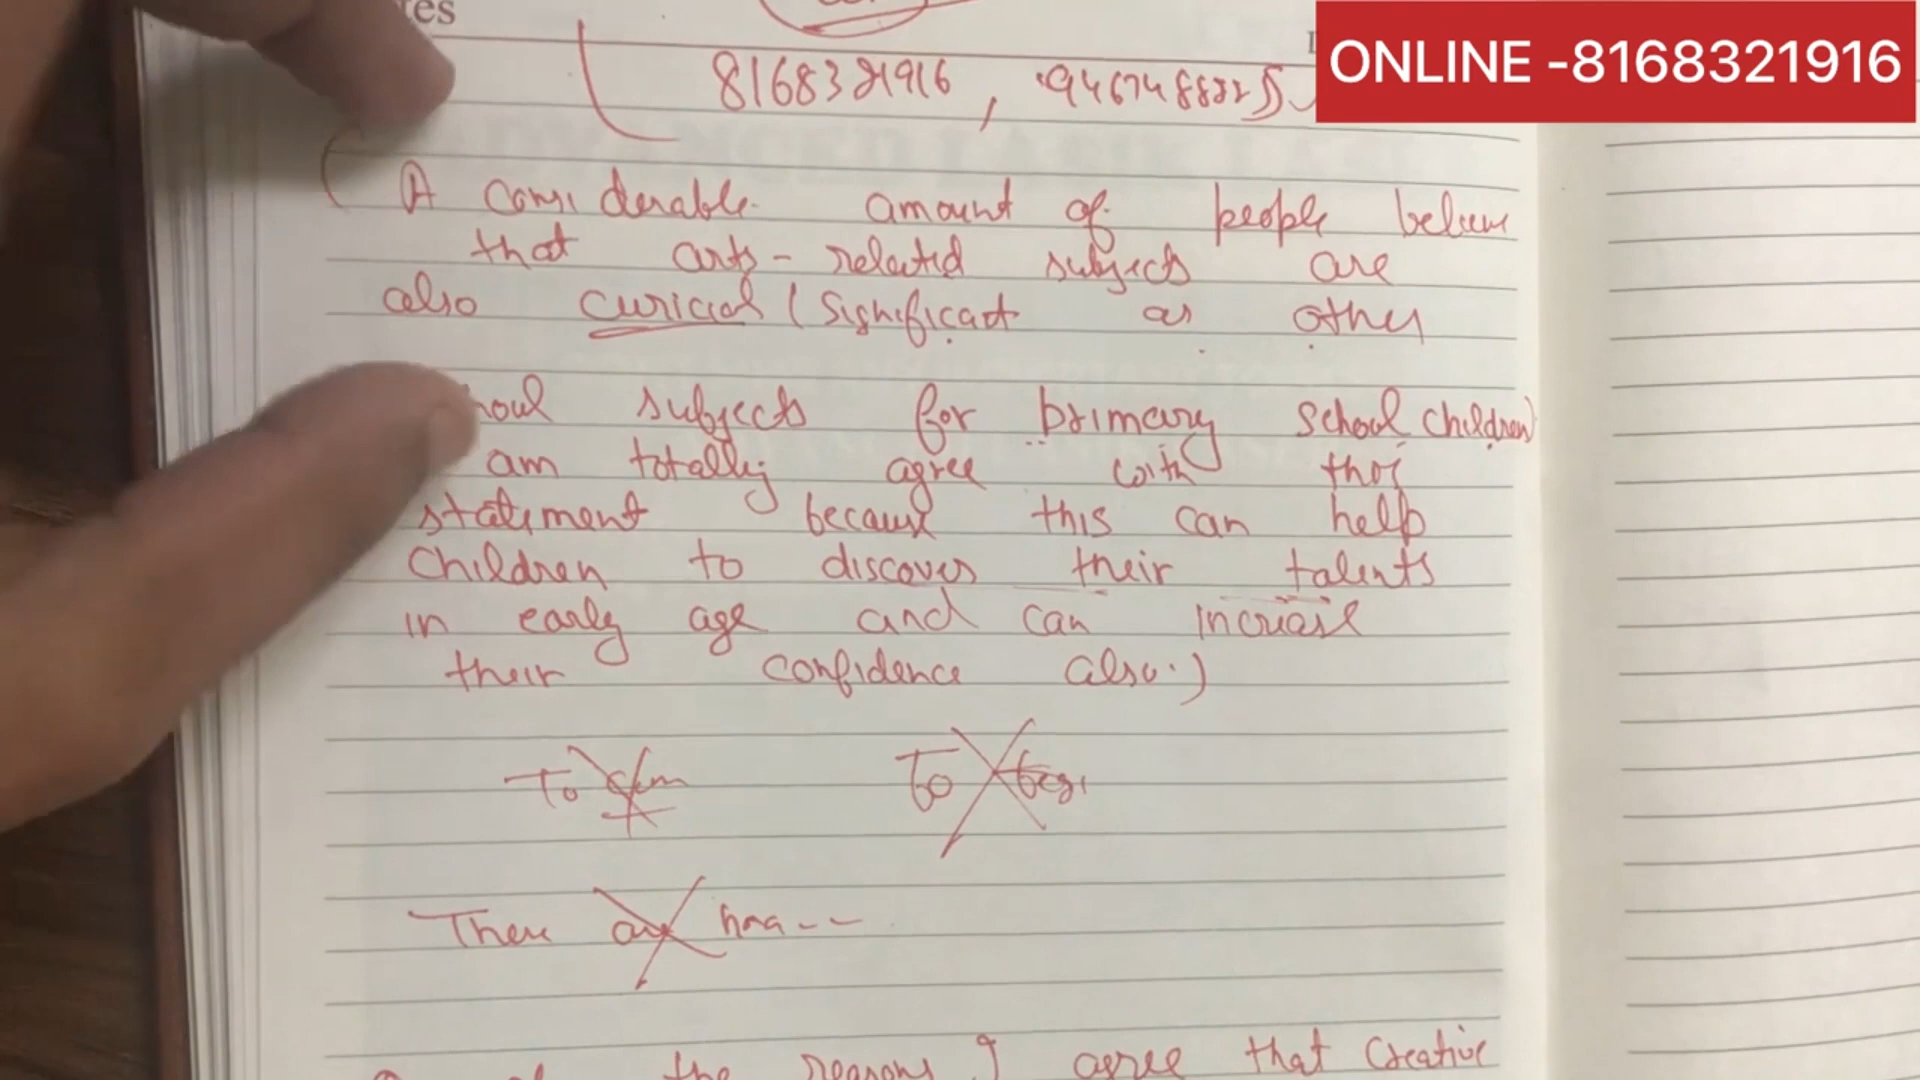 ONLINE -8168321916
8168321916, 9467488825
A considerable amount of people believe
that arts-related subjects are
also curicial (significant as other
subjects for primary school children
am totally agree with this
statement because this can help
children to discover their talents
in early age and can increase
their confidence also.)
To To
There are
the reasons I agree that creative